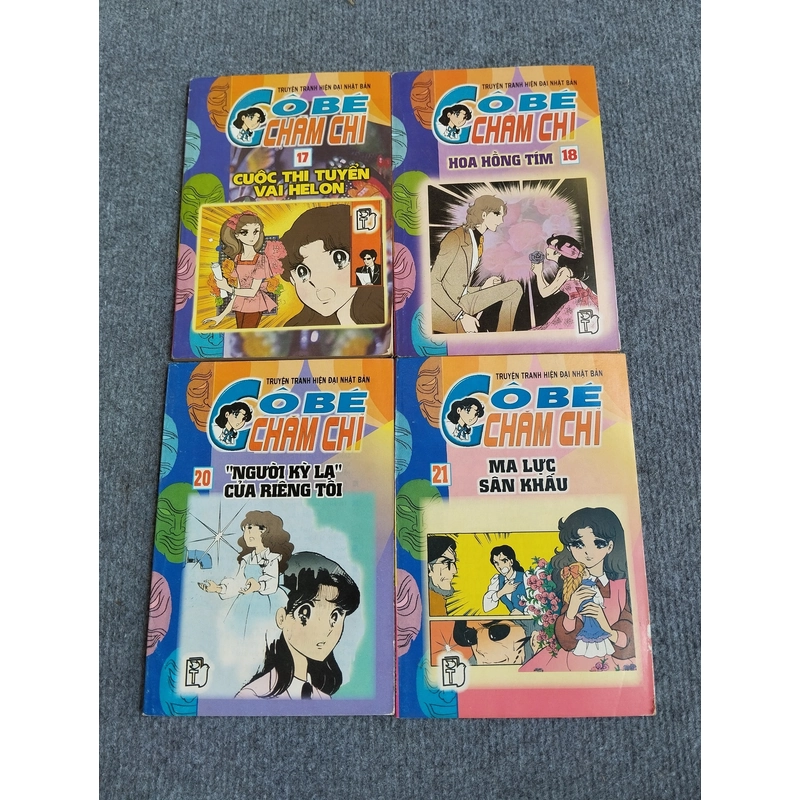 TRUYỆN TRANH HIỆN ĐẠI NHẬT BẢN
CÔ BÉ
CHĂM CHỈ
17
CUỘC THI TUYỂN
VAI HELON
TRUYỆN TRANH HIỆN ĐẠI NHẬT BẢN
CÔ BÉ
CHĂM CHỈ
HOA HỒNG TÍM 18
TRUYỆN TRANH HIỆN ĐẠI NHẬT BẢN
CÔ BÉ
CHĂM CHỈ
20
"NGƯỜI KỲ LẠ"
CỦA RIÊNG TÔI
TRUYỆN TRANH HIỆN ĐẠI NHẬT BẢN
CÔ BÉ
CHĂM CHỈ
21
MA LỰC
SÂN KHẤU